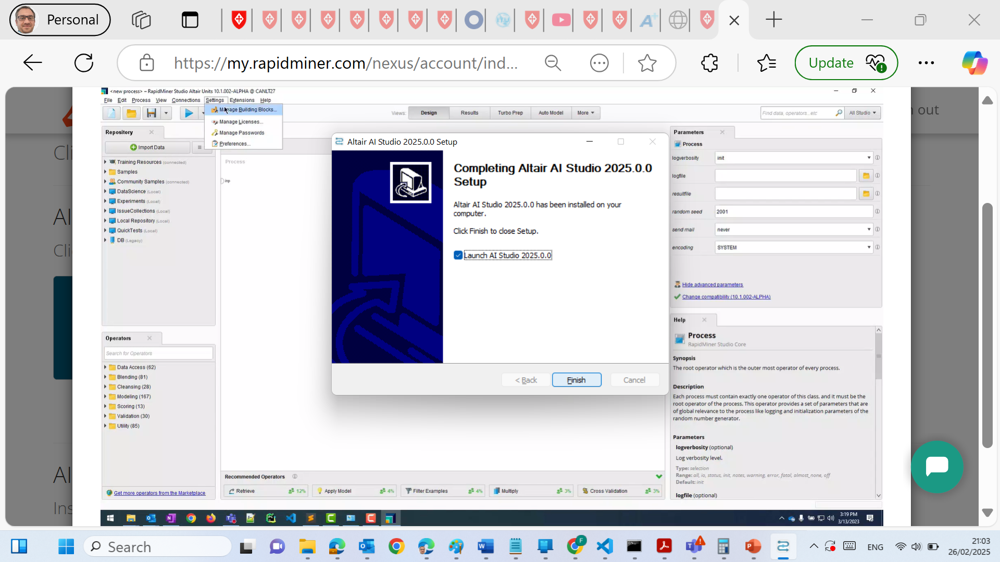 Personal
https://my.rapidminer.com/nexus/account/ind...
Update
<new process> – RapidMiner Studio Altair Units 10.1.002-ALPHA @ CANLT27
File Edit Process View Connections Settings Extensions Help
Manage Building Blocks...
Manage Licenses...
Manage Passwords
Preferences...
Views: Design Results Turbo Prep Auto Model More
Find data, operators...etc All Studio
out
Cli
Al
Cli
Al
Ins
Repository
Import Data
Training Resources (connected)
Samples
Community Samples (connected)
DataScience (Local)
Experiments (Local)
IssueCollections (Local)
Local Repository (Local)
QuickTests (Local)
DB (Legacy)
Operators
Search for Operators
Data Access (62)
Blending (81)
Cleansing (28)
Modeling (167)
Scoring (13)
Validation (30)
Utility (85)
Get more operators from the Marketplace
Process
inp
Altair AI Studio 2025.0.0 Setup
Completing Altair AI Studio 2025.0.0
Setup
Altair AI Studio 2025.0.0 has been installed on your
computer.
Click Finish to close Setup.
Launch AI Studio 2025.0.0
< Back Finish Cancel
Recommended Operators
Retrieve 12%
Apply Model 4%
Filter Examples 4%
Multiply 3%
Cross Validation 3%
Parameters
Process
logverbosity init
logfile
resultfile
random seed 2001
send mail never
encoding SYSTEM
Hide advanced parameters
Change compatibility (10.1.002-ALPHA)
Help
Process
RapidMiner Studio Core
Synopsis
The root operator which is the outer most operator of every process.
Description
Each process must contain exactly one operator of this class, and it must be the
root operator of the process. This operator provides a set of parameters that are
of global relevance to the process like logging and initialization parameters of the
random number generator.
Parameters
logverbosity (optional)
Log verbosity level.
Type: selection
Range: all, io, status, init, notes, warning, error, fatal, almost_none, off
Default: init
logfile (optional)
3:19 PM
3/13/2023
Search
ENG
21:03
26/02/2025